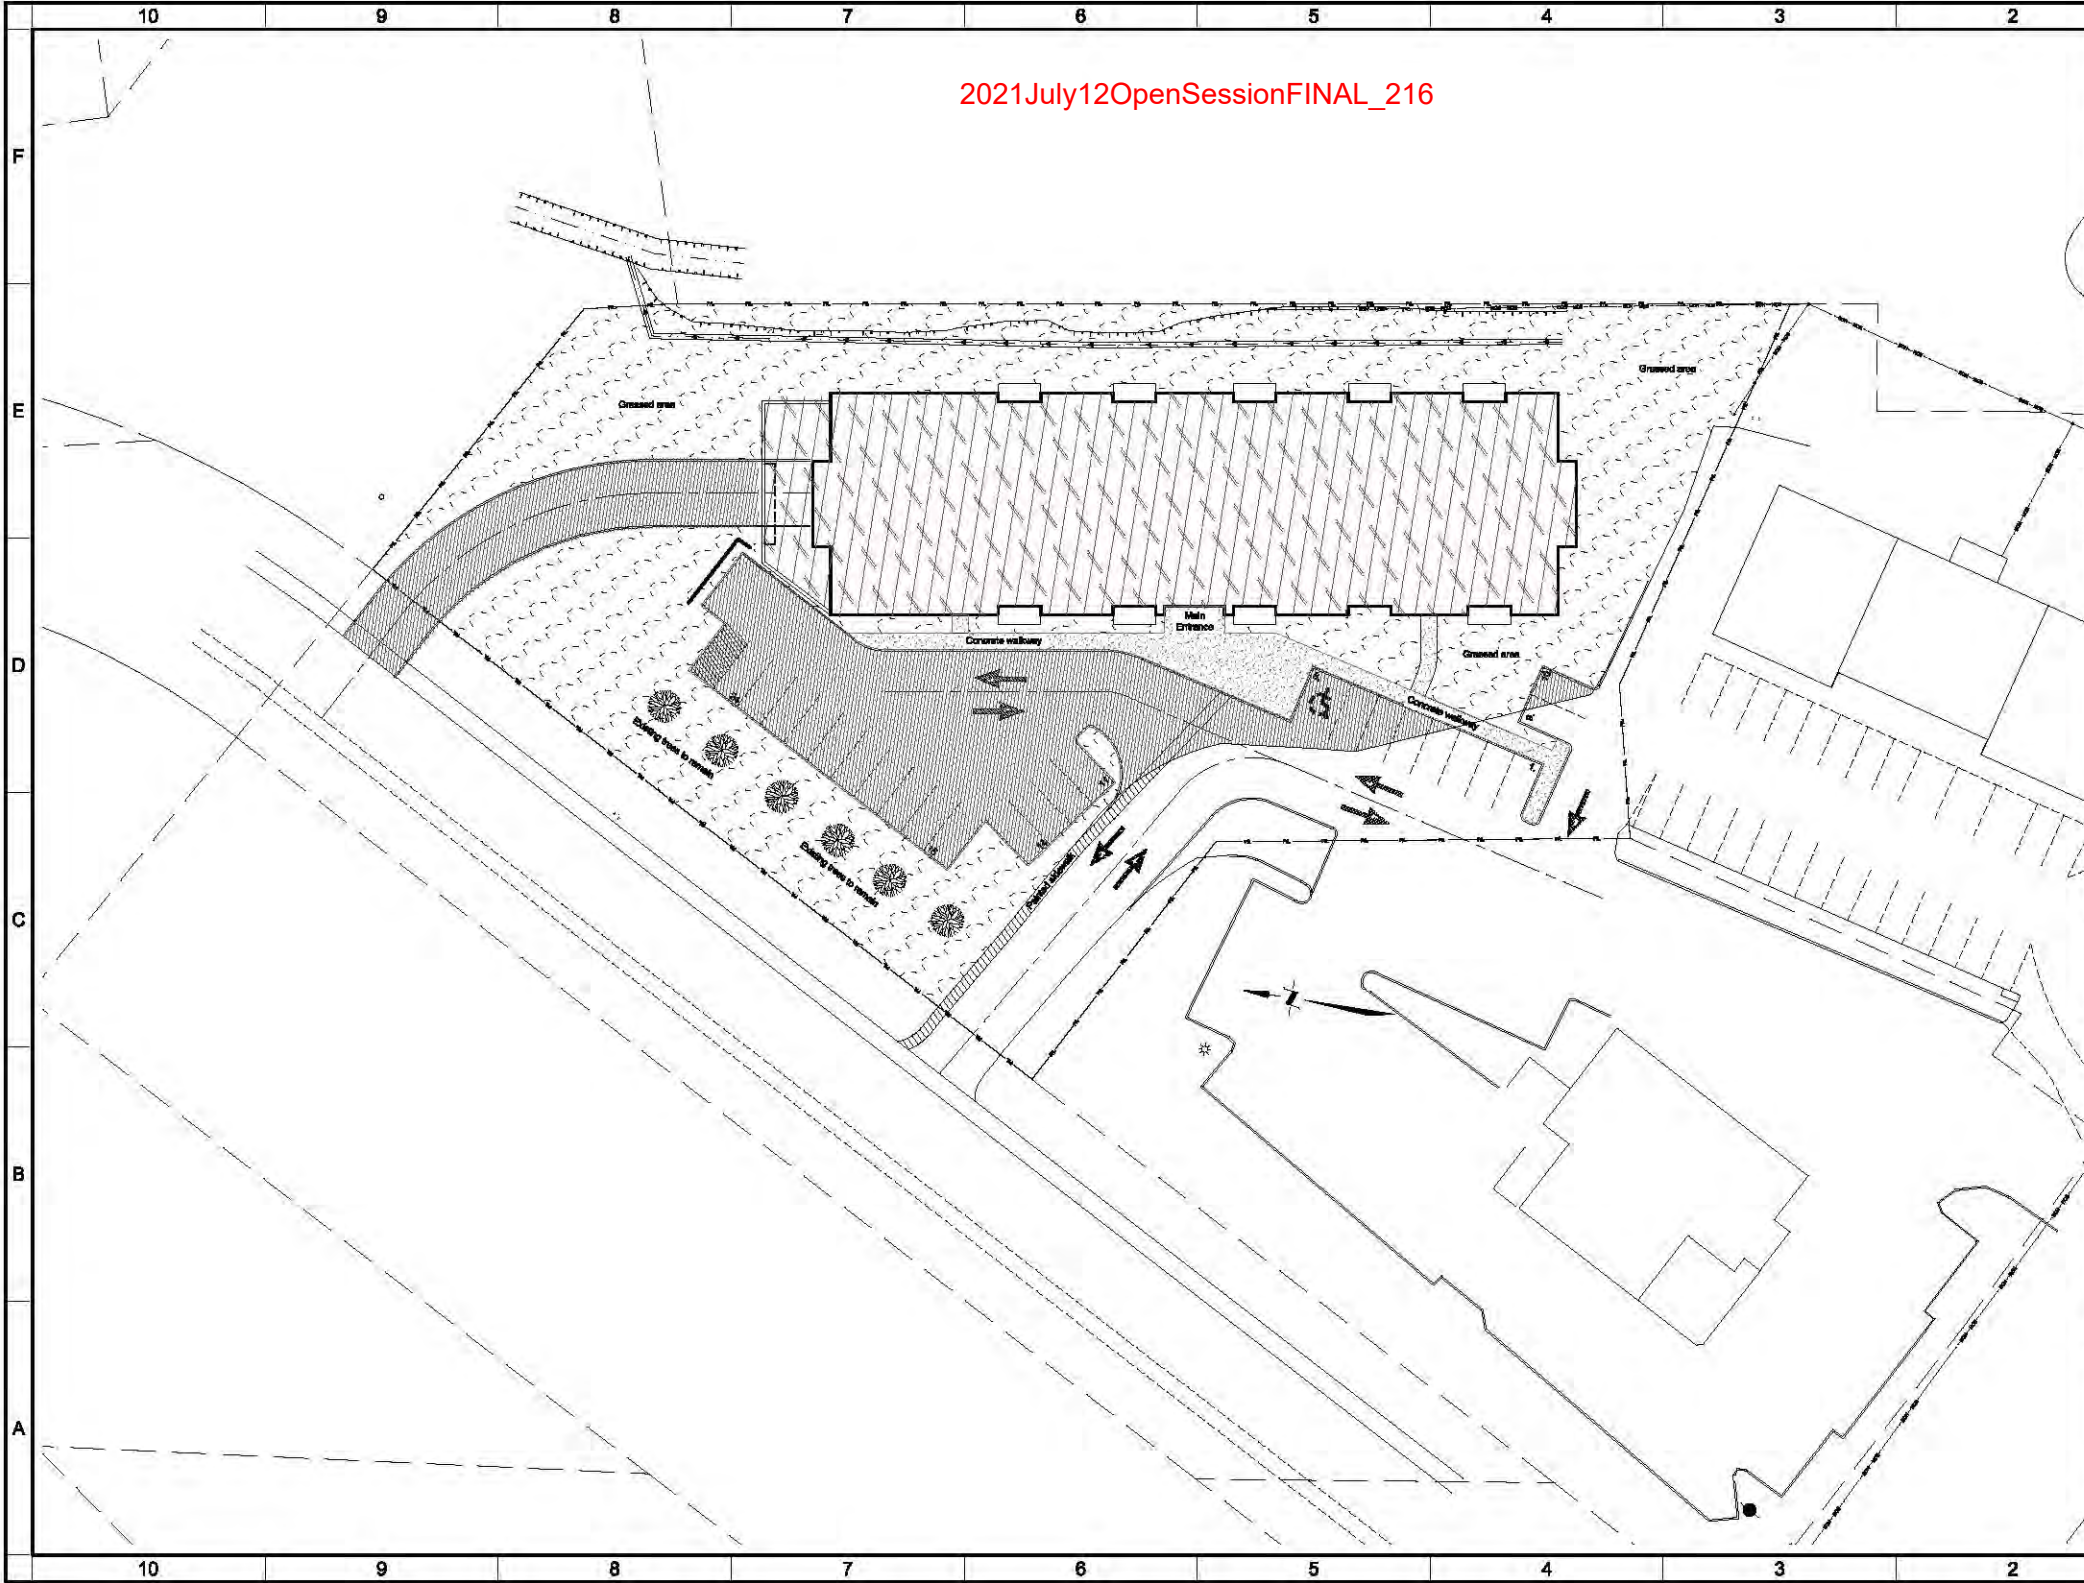 10 9 8 7 6 5 4 3 2
2021July12OpenSessionFINAL_216
F
E
Grassed area
Grassed area
Main
Entrance
Concrete walkway
Grassed area
D
Concrete walkway
Existing trees to remain
Existing trees to remain
Painted sidewalk
C
B
A
10 9 8 7 6 5 4 3 2